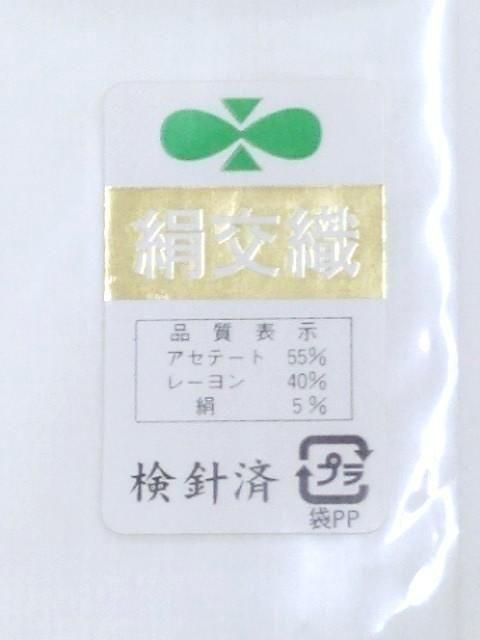 絹交織
品質表示
アセテート 55%
レーヨン 40%
絹 5%
検針済 プラ
袋PP